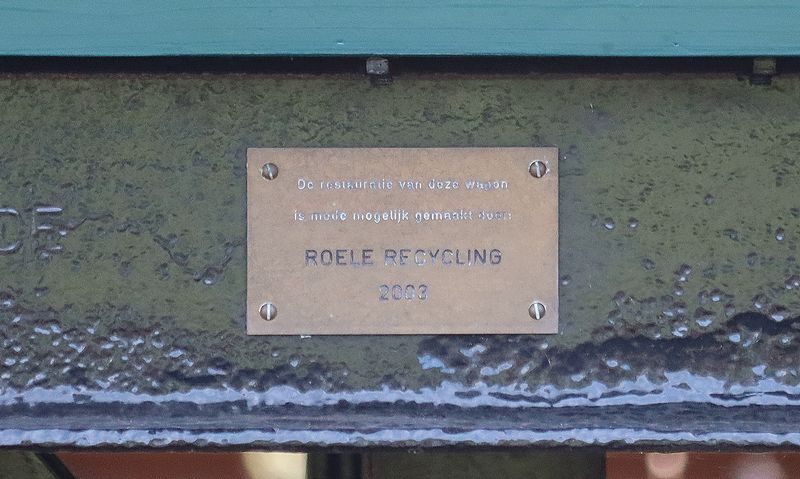 De restauratie van deze wagon
is mede mogelijk gemaakt door:
ROELE RECYCLING
2003